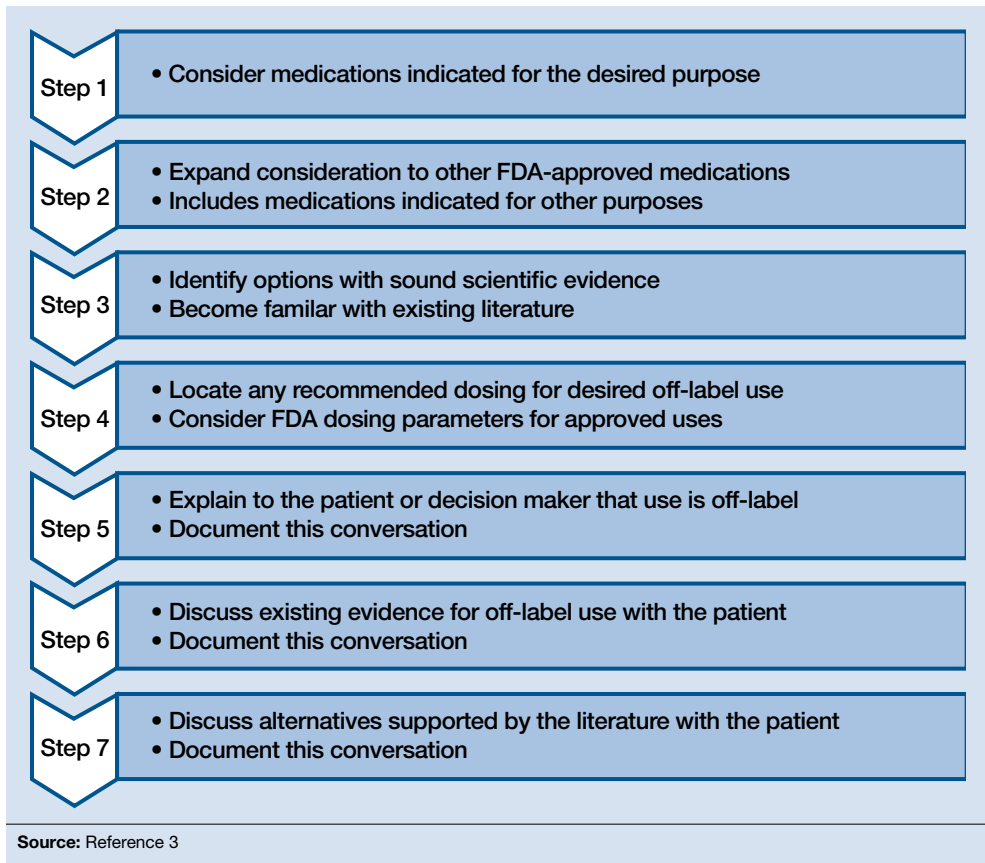 Step 1
• Consider medications indicated for the desired purpose
Step 2
• Expand consideration to other FDA-approved medications
• Includes medications indicated for other purposes
Step 3
• Identify options with sound scientific evidence
• Become familar with existing literature
Step 4
• Locate any recommended dosing for desired off-label use
• Consider FDA dosing parameters for approved uses
Step 5
• Explain to the patient or decision maker that use is off-label
• Document this conversation
Step 6
• Discuss existing evidence for off-label use with the patient
• Document this conversation
Step 7
• Discuss alternatives supported by the literature with the patient
• Document this conversation
Source: Reference 3